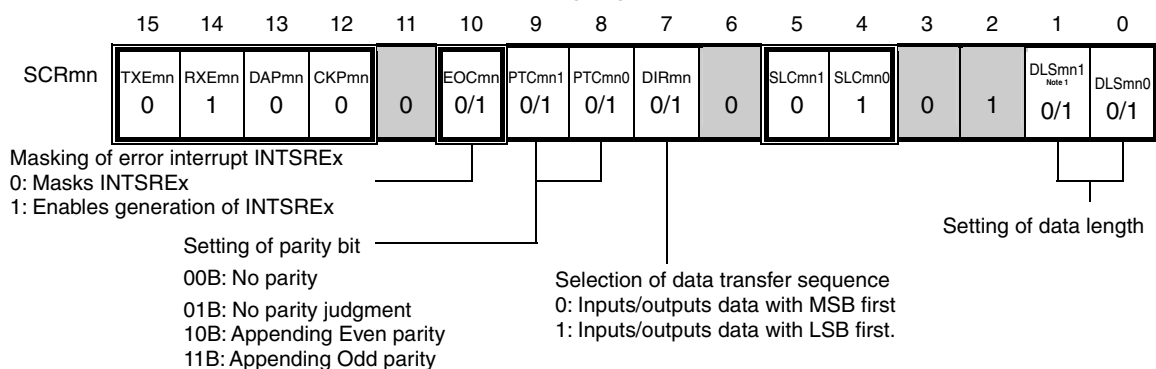 15 14 13 12 11 10 9 8 7 6 5 4 3 2 1 0
SCRmn TXEmn RXEmn DAPmn CKPmn EOCmn PTCmn1 PTCmn0 DIRmn SLCmn1 SLCmn0 DLSmn1 DLSmn0
Note 1
0 1 0 0 0 0/1 0/1 0/1 0/1 0 0 1 0 1 0/1 0/1
Masking of error interrupt INTSREx
0: Masks INTSREx
1: Enables generation of INTSREx
Setting of data length
Setting of parity bit
00B: No parity
01B: No parity judgment
10B: Appending Even parity
11B: Appending Odd parity
Selection of data transfer sequence
0: Inputs/outputs data with MSB first
1: Inputs/outputs data with LSB first.